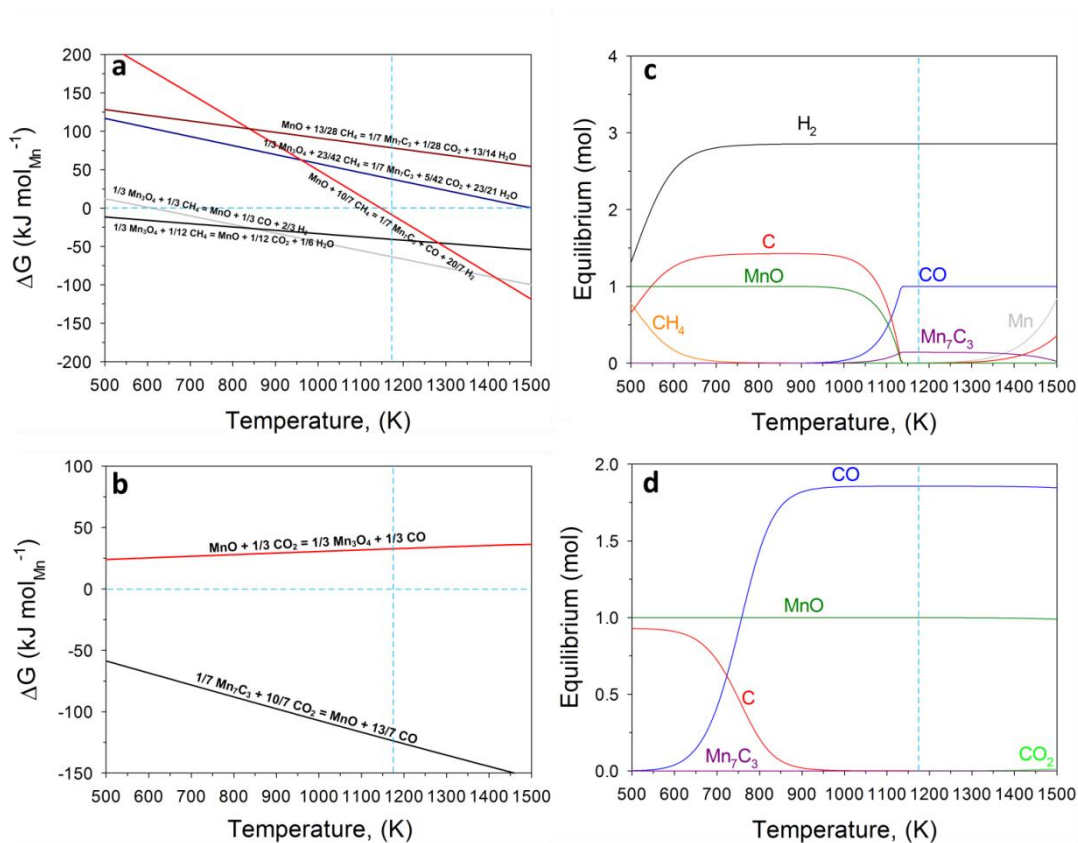 a
200
150
100
50
0
-50
-100
-150
-200
ΔG (kJ mol_Mn^-1)
MnO + 13/28 CH₄ = 1/7 Mn₇C₃ + 1/28 CO₂ + 13/14 H₂O
1/3 Mn₃O₄ + 23/42 CH₄ = 1/7 Mn₇C₃ + 5/42 CO₂ + 23/21 H₂O
MnO + 10/7 CH₄ = 1/7 Mn₇C₃ + CO + 20/7 H₂
1/3 Mn₃O₄ + 1/3 CH₄ = MnO + 1/3 CO + 2/3 H₂
1/3 Mn₃O₄ + 1/12 CH₄ = MnO + 1/12 CO₂ + 1/6 H₂O
500 600 700 800 900 1000 1100 1200 1300 1400 1500
Temperature, (K)
c
4
3
2
1
0
Equilibrium (mol)
H₂
C
MnO
CO
CH₄
Mn₇C₃
Mn
500 600 700 800 900 1000 1100 1200 1300 1400 1500
Temperature, (K)
b
100
50
0
-50
-100
-150
ΔG (kJ mol_Mn^-1)
MnO + 1/3 CO₂ = 1/3 Mn₃O₄ + 1/3 CO
1/7 Mn₇C₃ + 10/7 CO₂ = MnO + 13/7 CO
500 600 700 800 900 1000 1100 1200 1300 1400 1500
Temperature, (K)
d
2.0
1.5
1.0
0.5
0.0
Equilibrium (mol)
CO
MnO
C
Mn₇C₃
CO₂
500 600 700 800 900 1000 1100 1200 1300 1400 1500
Temperature, (K)